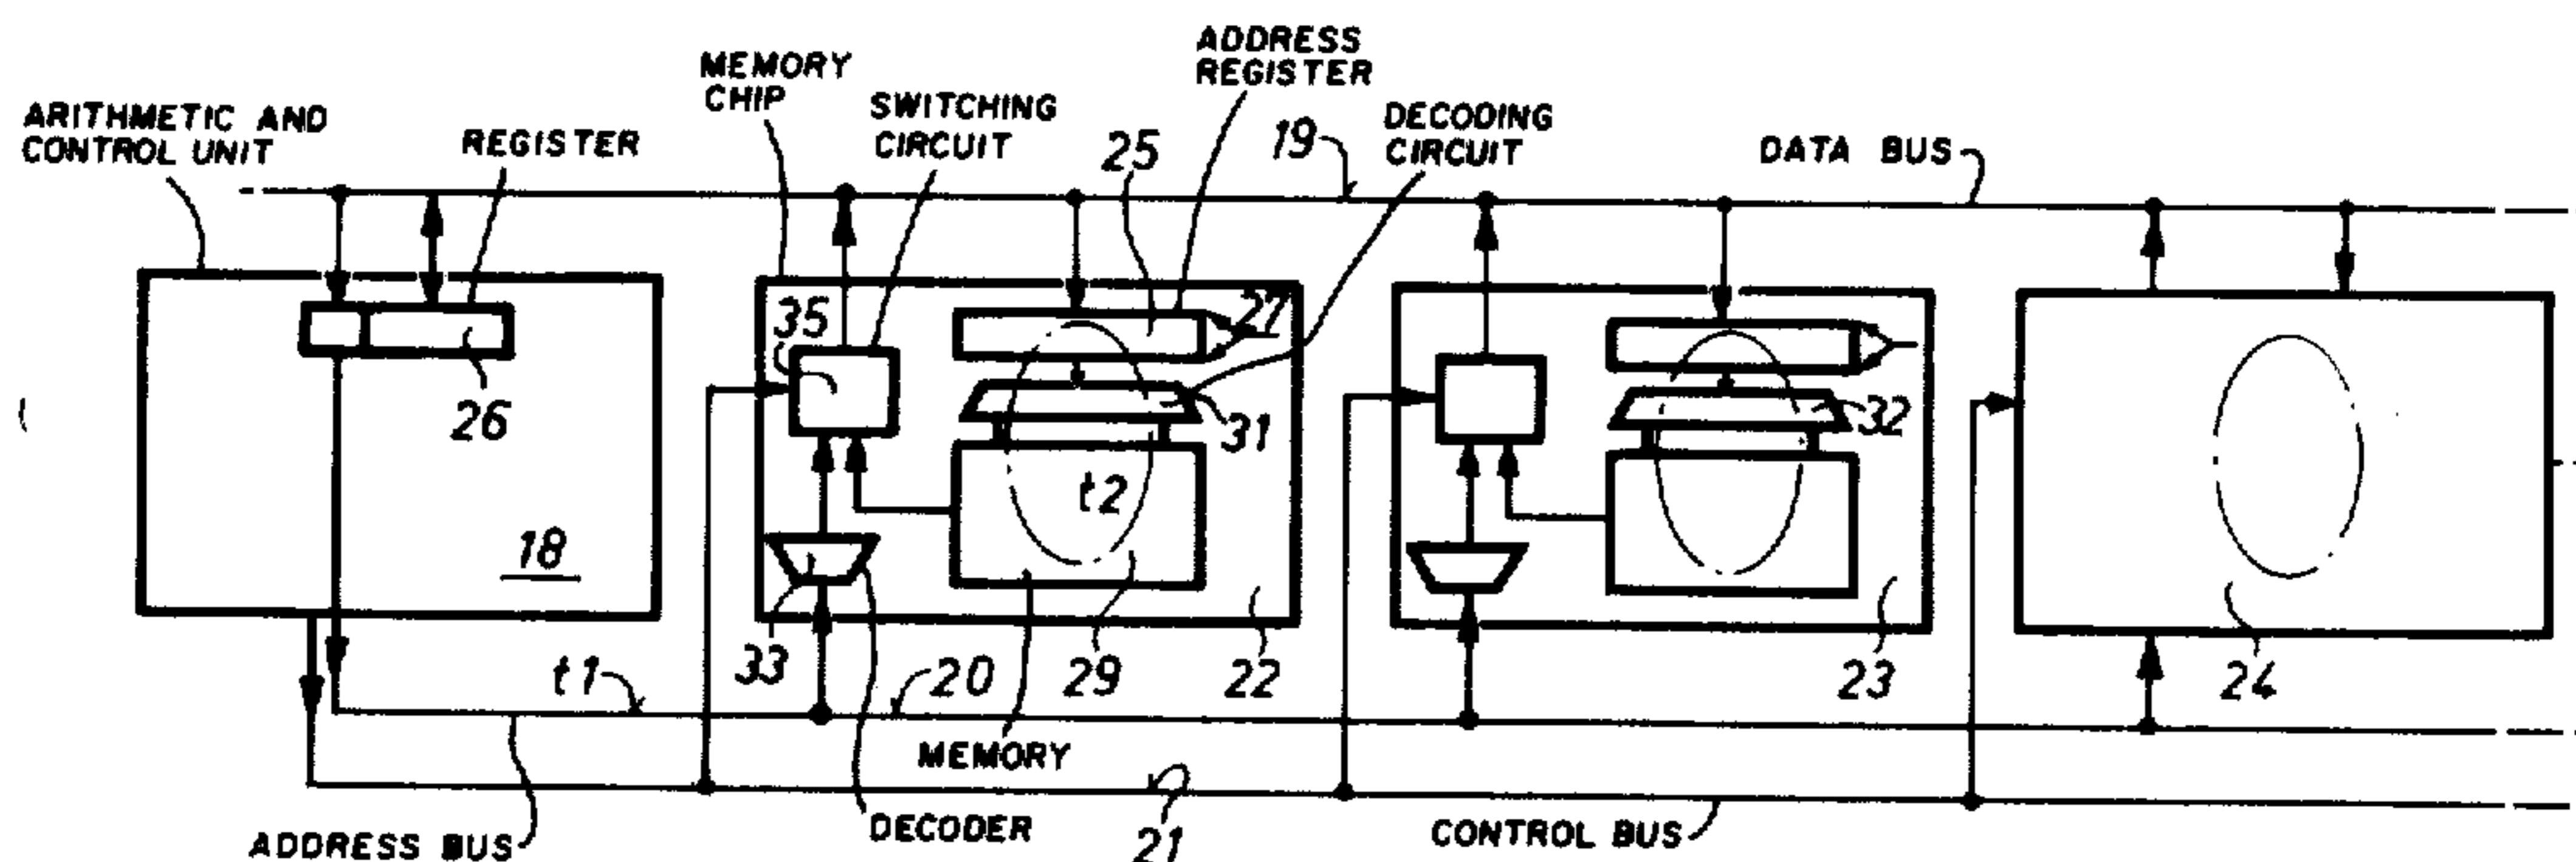 ARITHMETIC AND
CONTROL UNIT
REGISTER
MEMORY
CHIP
SWITCHING
CIRCUIT
ADDRESS
REGISTER
25
19
DECODING
CIRCUIT
DATA BUS
26
18
35
27
31
t2
33
29
22
32
23
24
t1
20
MEMORY
DECODER
21
ADDRESS BUS
CONTROL BUS